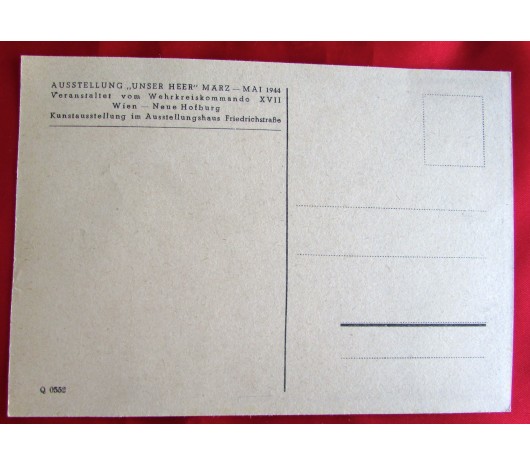 AUSSTELLUNG „UNSER HEER" MÄRZ — MAI 1944
Veranstaltet vom Wehrkreiskommando XVII
Wien — Neue Hofburg
Kunstausstellung im Ausstellungshaus Friedrichstraße
Q 0552